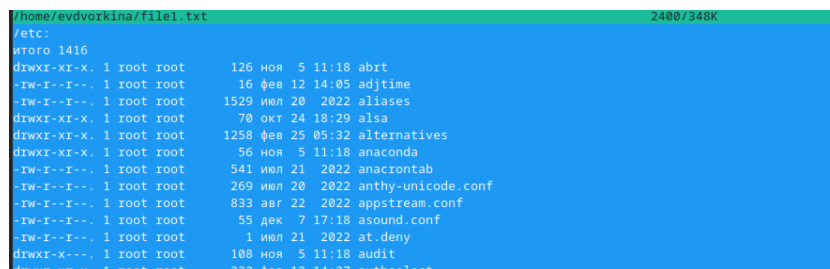 /home/evdvorkina/file1.txt 2400/348K
/etc:
итого 1416
drwxr-xr-x. 1 root root 126 ноя 5 11:18 abrt
-rw-r--r--. 1 root root 16 фев 12 14:05 adjtime
-rw-r--r--. 1 root root 1529 июл 20 2022 aliases
drwxr-xr-x. 1 root root 70 окт 24 18:29 alsa
drwxr-xr-x. 1 root root 1258 фев 25 05:32 alternatives
drwxr-xr-x. 1 root root 56 ноя 5 11:18 anaconda
-rw-r--r--. 1 root root 541 июл 21 2022 anacrontab
-rw-r--r--. 1 root root 269 июл 20 2022 anthy-unicode.conf
-rw-r--r--. 1 root root 833 авг 22 2022 appstream.conf
-rw-r--r--. 1 root root 55 дек 7 17:18 asound.conf
-rw-r--r--. 1 root root 1 июл 21 2022 at.deny
drwxr-x---. 1 root root 108 ноя 5 11:18 audit